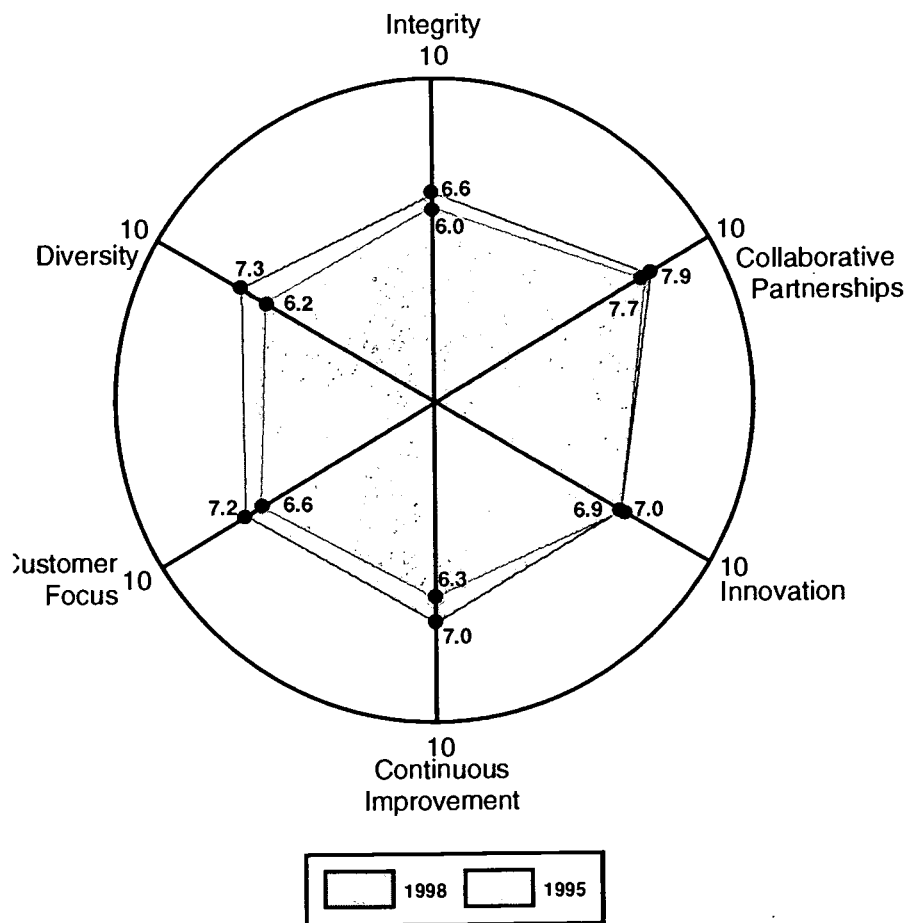 Integrity
10
6.6
6.0
10
Collaborative
Partnerships
7.9
7.7
10
Diversity
7.3
6.2
7.2
6.6
ustomer
Focus
10
6.9
7.0
10
Innovation
6.3
7.0
10
Continuous
Improvement
1998
1995